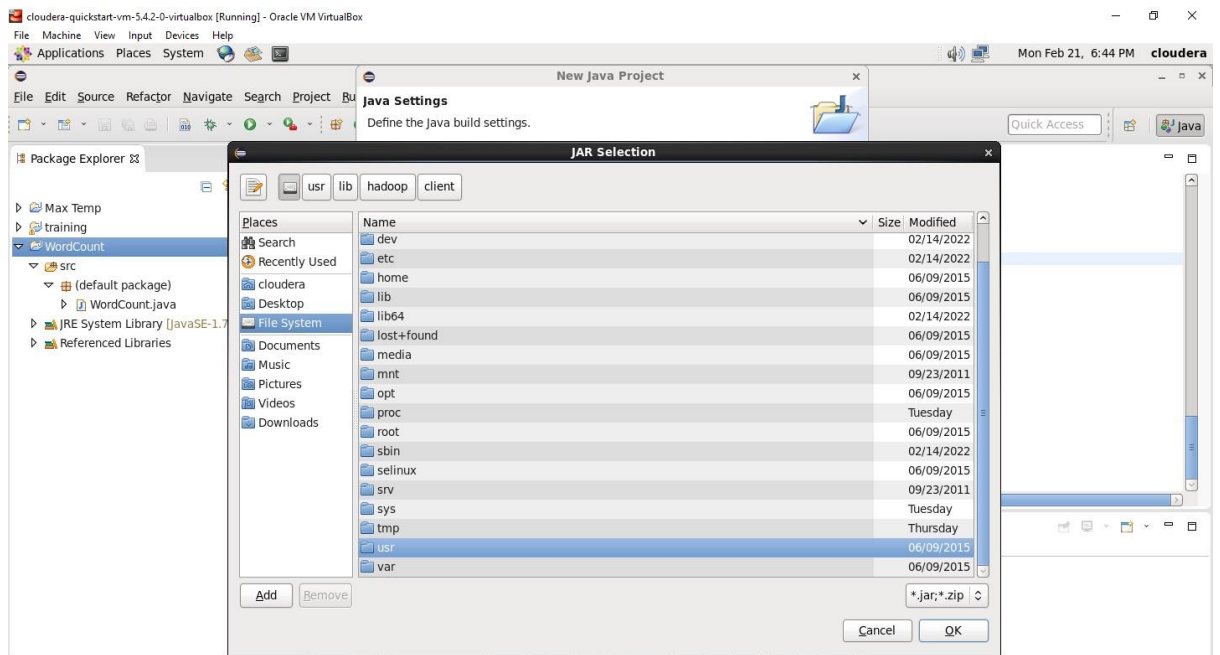 cloudera-quickstart-vm-5.4.2-0-virtualbox [Running] - Oracle VM VirtualBox
File Machine View Input Devices Help
Applications Places System Mon Feb 21, 6:44 PM cloudera
New Java Project
File Edit Source Refactor Navigate Search Project Ru
Java Settings
Define the Java build settings.
Quick Access Java
Package Explorer
Max Temp
training
WordCount
src
(default package)
WordCount.java
JRE System Library [JavaSE-1.7
Referenced Libraries
JAR Selection
usr lib hadoop client
Places
Search
Recently Used
cloudera
Desktop
File System
Documents
Music
Pictures
Videos
Downloads
Name Size Modified
dev 02/14/2022
etc 02/14/2022
home 06/09/2015
lib 06/09/2015
lib64 02/14/2022
lost+found 06/09/2015
media 06/09/2015
mnt 09/23/2011
opt 06/09/2015
proc Tuesday
root 06/09/2015
sbin 02/14/2022
selinux 06/09/2015
srv 09/23/2011
sys Tuesday
tmp Thursday
usr 06/09/2015
var 06/09/2015
Add Remove *.jar;*.zip
Cancel OK